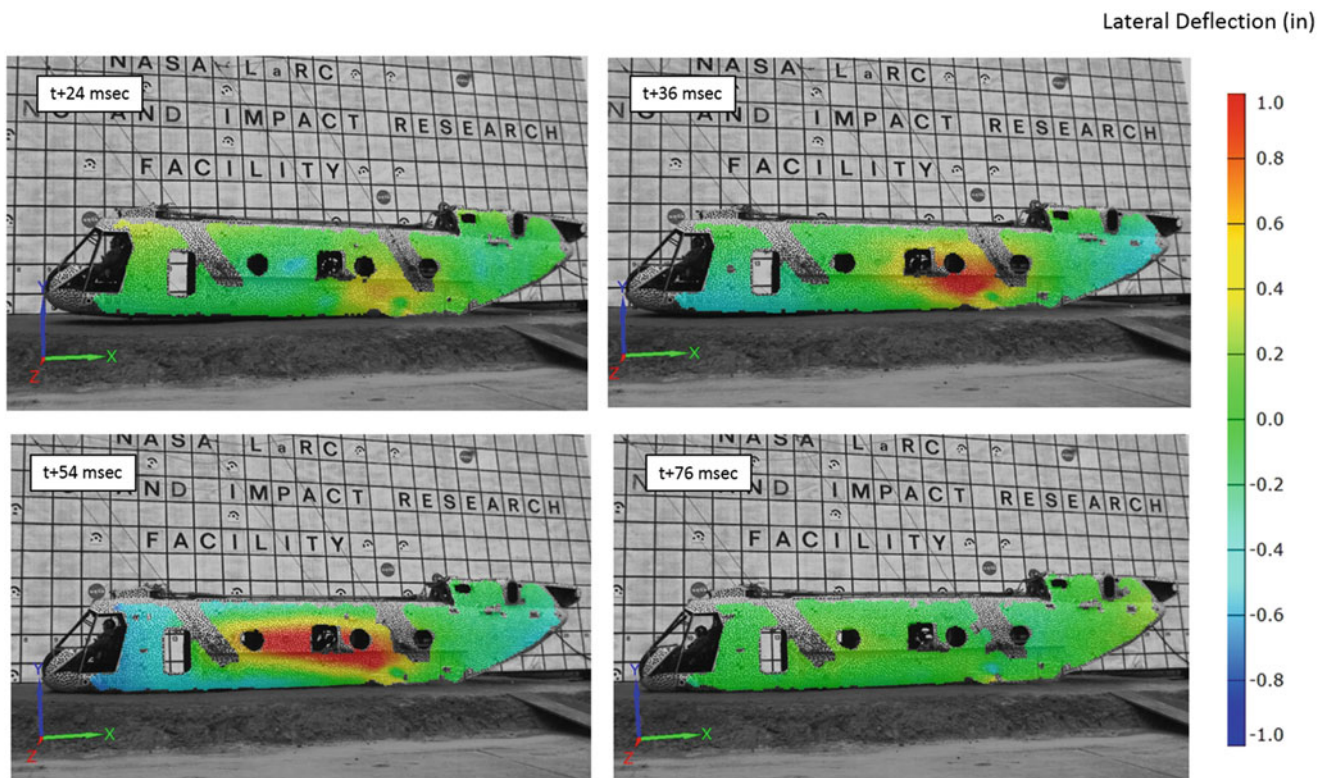 Lateral Deflection (in)
t+24 msec
NASA LaRC
AND IMPACT RESEARCH
FACILITY
Y
X
Z
t+36 msec
NASA LaRC
AND IMPACT RESEARCH
FACILITY
Y
X
Z
t+54 msec
NASA LaRC
AND IMPACT RESEARCH
FACILITY
Y
X
Z
t+76 msec
NASA LaRC
AND IMPACT RESEARCH
FACILITY
Y
X
Z
1.0
0.8
0.6
0.4
0.2
0.0
-0.2
-0.4
-0.6
-0.8
-1.0